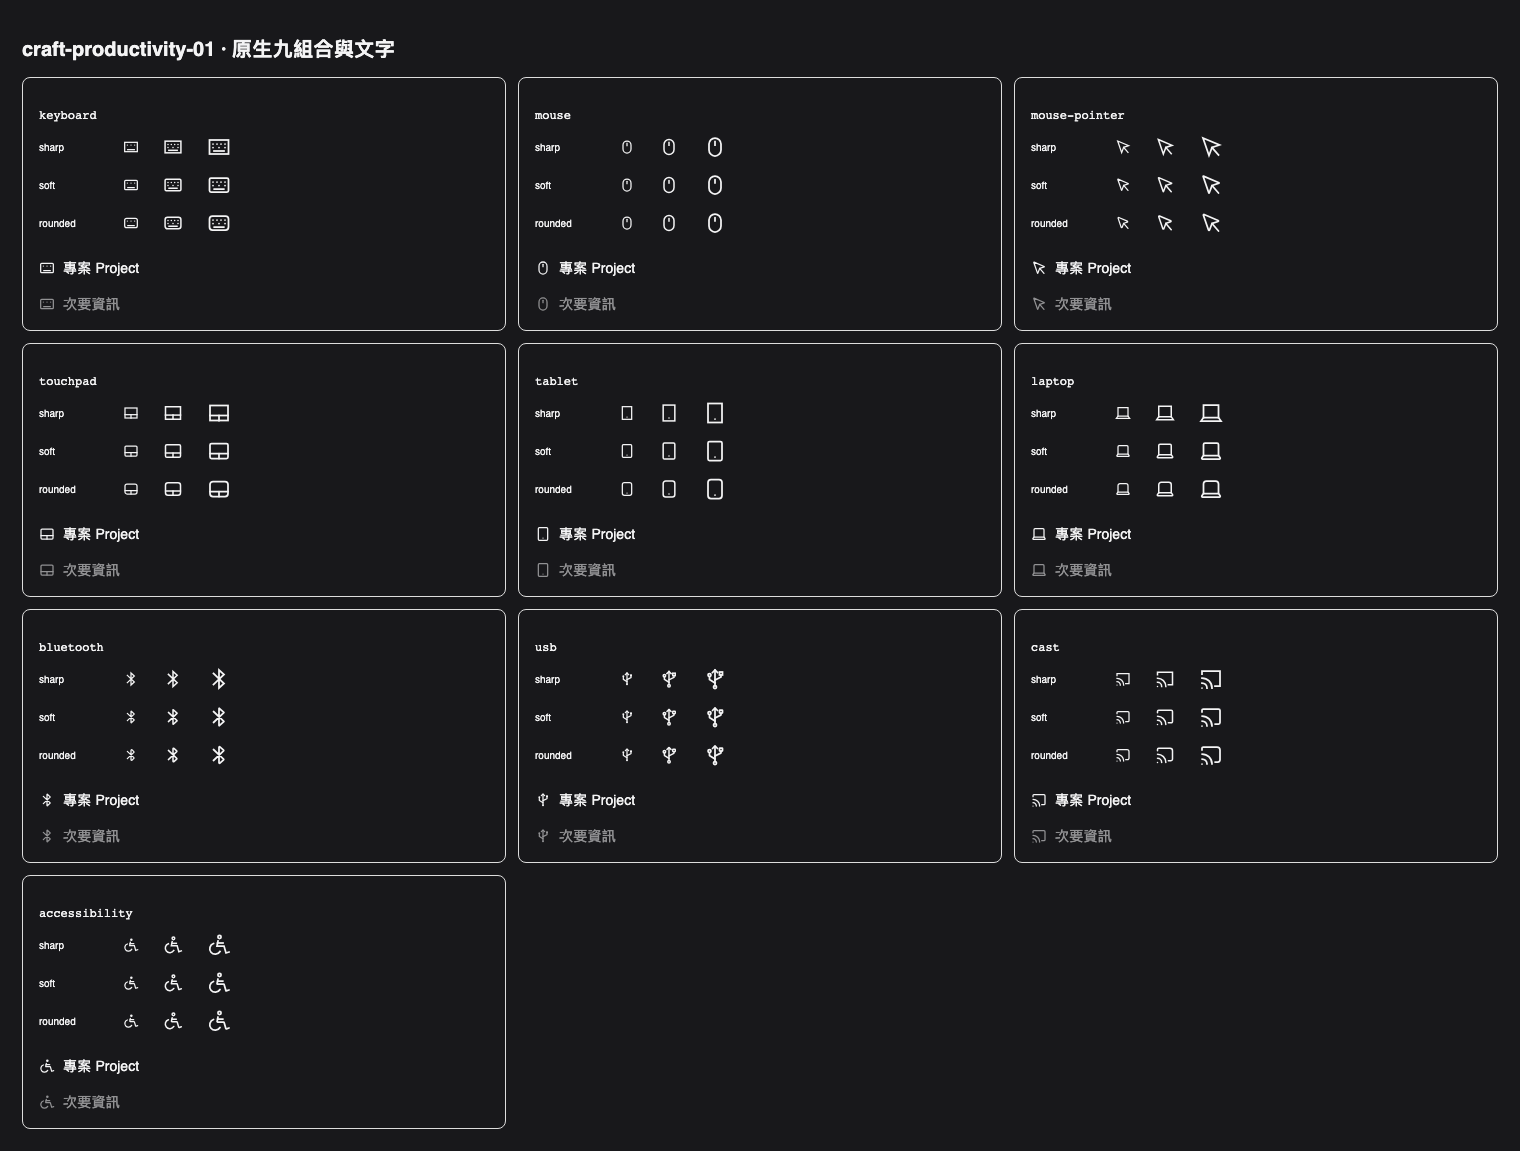 craft-productivity-01 · 原生九組合與文字
keyboard
sharp
soft
rounded
專案 Project
次要資訊
mouse
sharp
soft
rounded
專案 Project
次要資訊
mouse-pointer
sharp
soft
rounded
專案 Project
次要資訊
touchpad
sharp
soft
rounded
專案 Project
次要資訊
tablet
sharp
soft
rounded
專案 Project
次要資訊
laptop
sharp
soft
rounded
專案 Project
次要資訊
bluetooth
sharp
soft
rounded
專案 Project
次要資訊
usb
sharp
soft
rounded
專案 Project
次要資訊
cast
sharp
soft
rounded
專案 Project
次要資訊
accessibility
sharp
soft
rounded
專案 Project
次要資訊